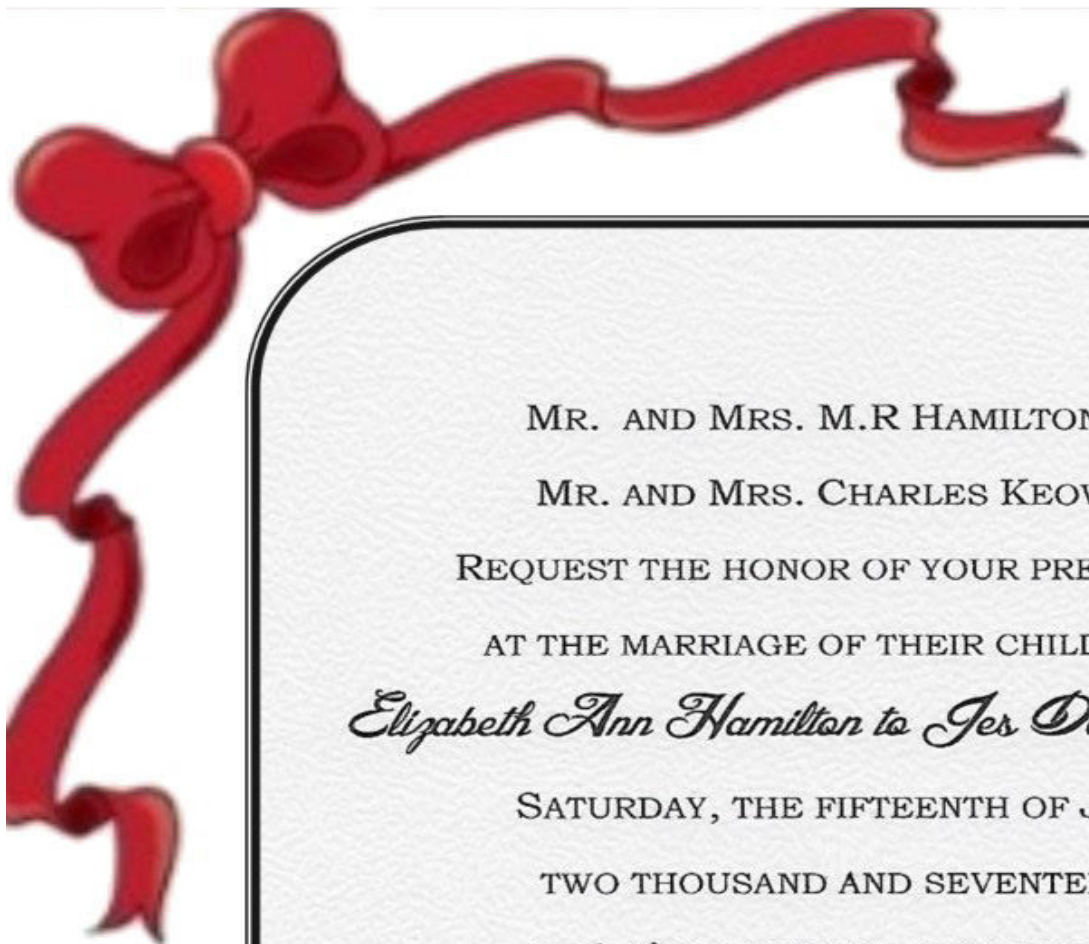 Mr. and Mrs. M.R Hamilton
Mr. and Mrs. Charles
Request the honor of your
at the marriage of their
Elizabeth Ann Hamilton to Jes
Saturday, the fifteenth of
two thousand and